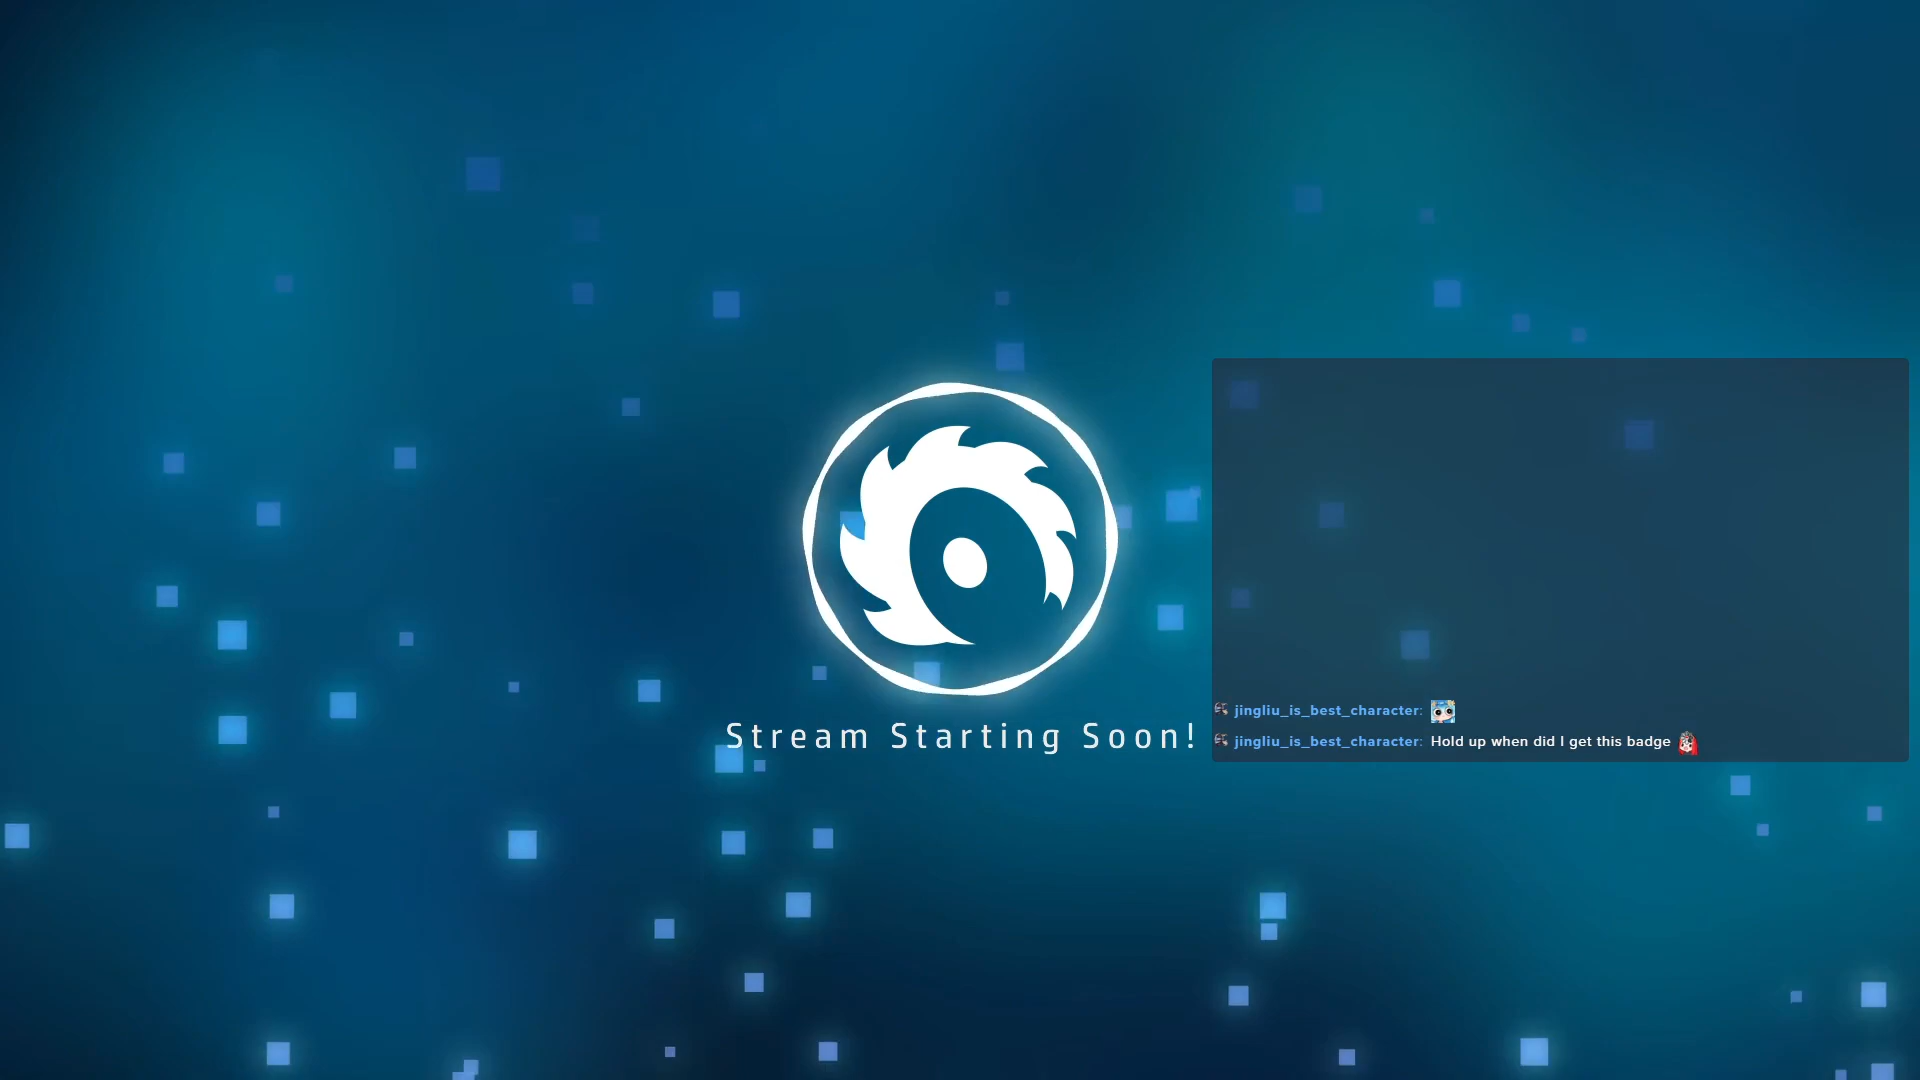 Stream Starting Soon!
jingliu_is_best_character:
jingliu_is_best_character: Hold up when did I get this badge